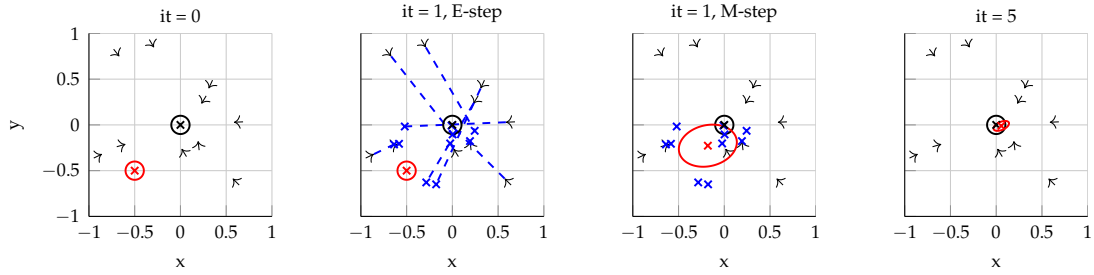 it = 0
it = 1, E-step
it = 1, M-step
it = 5
1
0.5
0
−0.5
−1
y
−1 −0.5 0 0.5 1
−1 −0.5 0 0.5 1
−1 −0.5 0 0.5 1
−1 −0.5 0 0.5 1
x
x
x
x